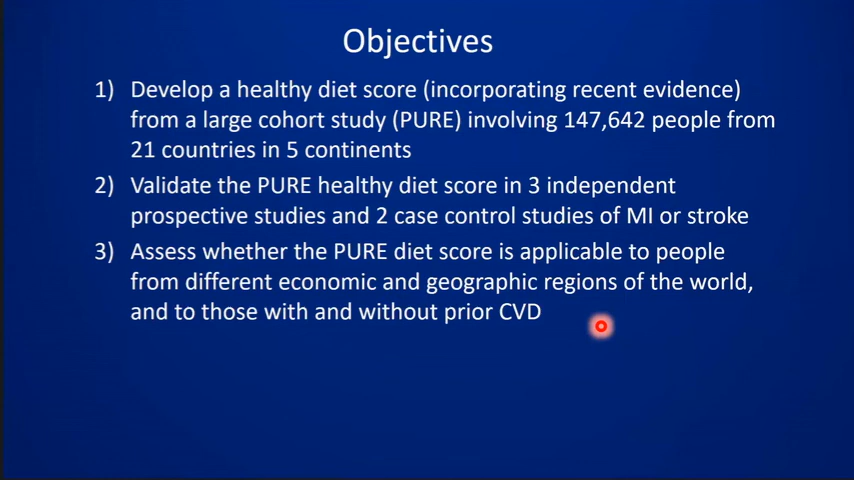 Objectives
1) Develop a healthy diet score (incorporating recent evidence)
from a large cohort study (PURE) involving 147,642 people from
21 countries in 5 continents
2) Validate the PURE healthy diet score in 3 independent
prospective studies and 2 case control studies of MI or stroke
3) Assess whether the PURE diet score is applicable to people
from different economic and geographic regions of the world,
and to those with and without prior CVD